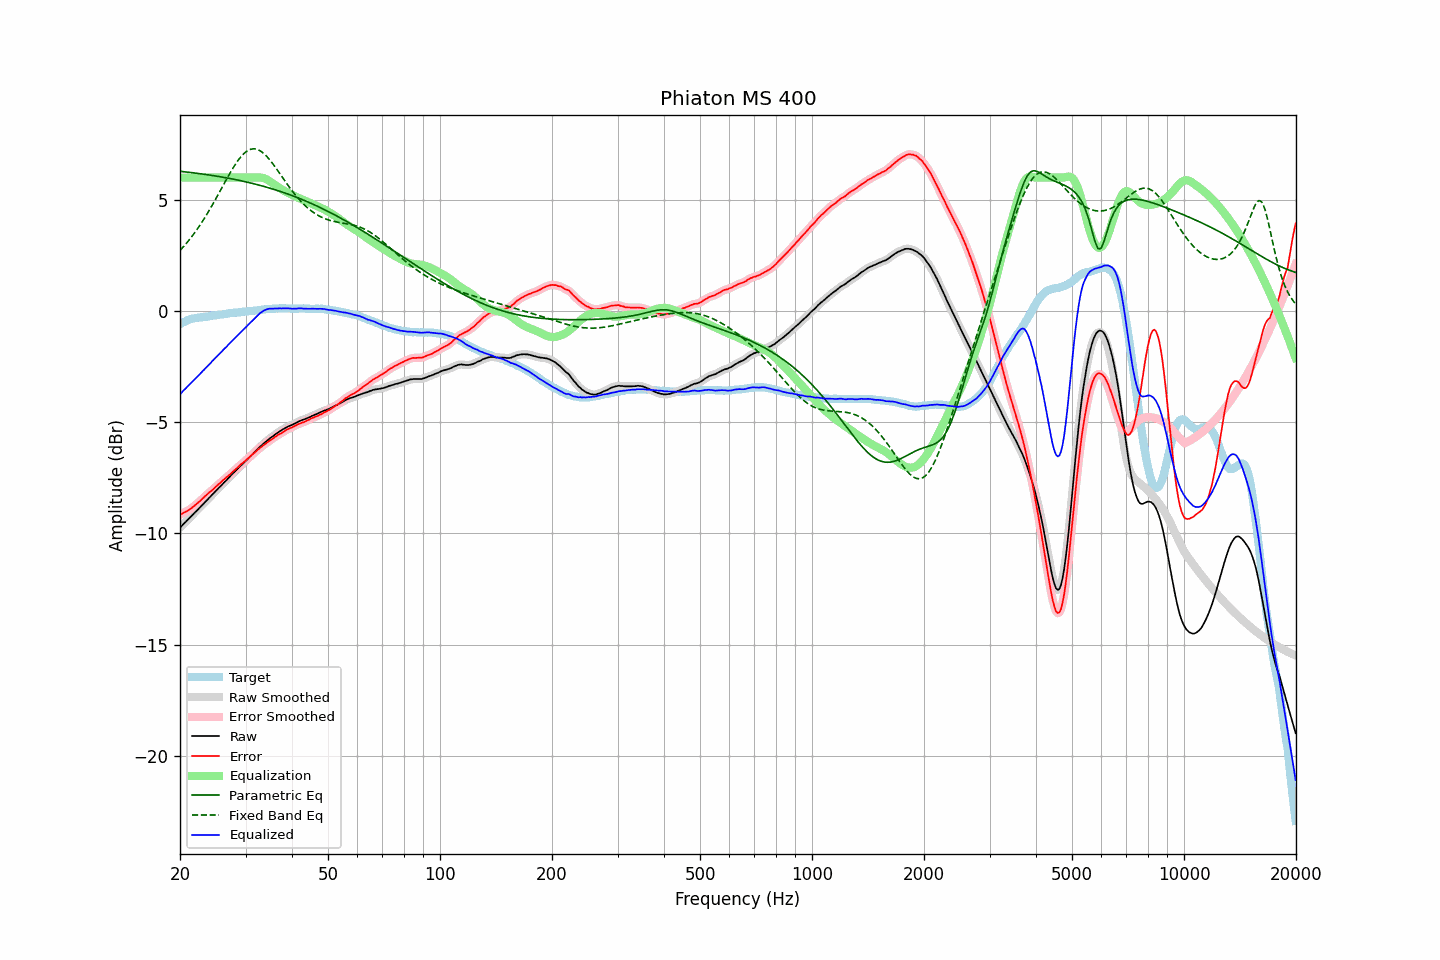 Phiaton MS 400
Amplitude (dBr)
5
0
−5
−10
−15
−20
Target
Raw Smoothed
Error Smoothed
Raw
Error
Equalization
Parametric Eq
Fixed Band Eq
Equalized
20 50 100 200 500 1000 2000 5000 10000 20000
Frequency (Hz)